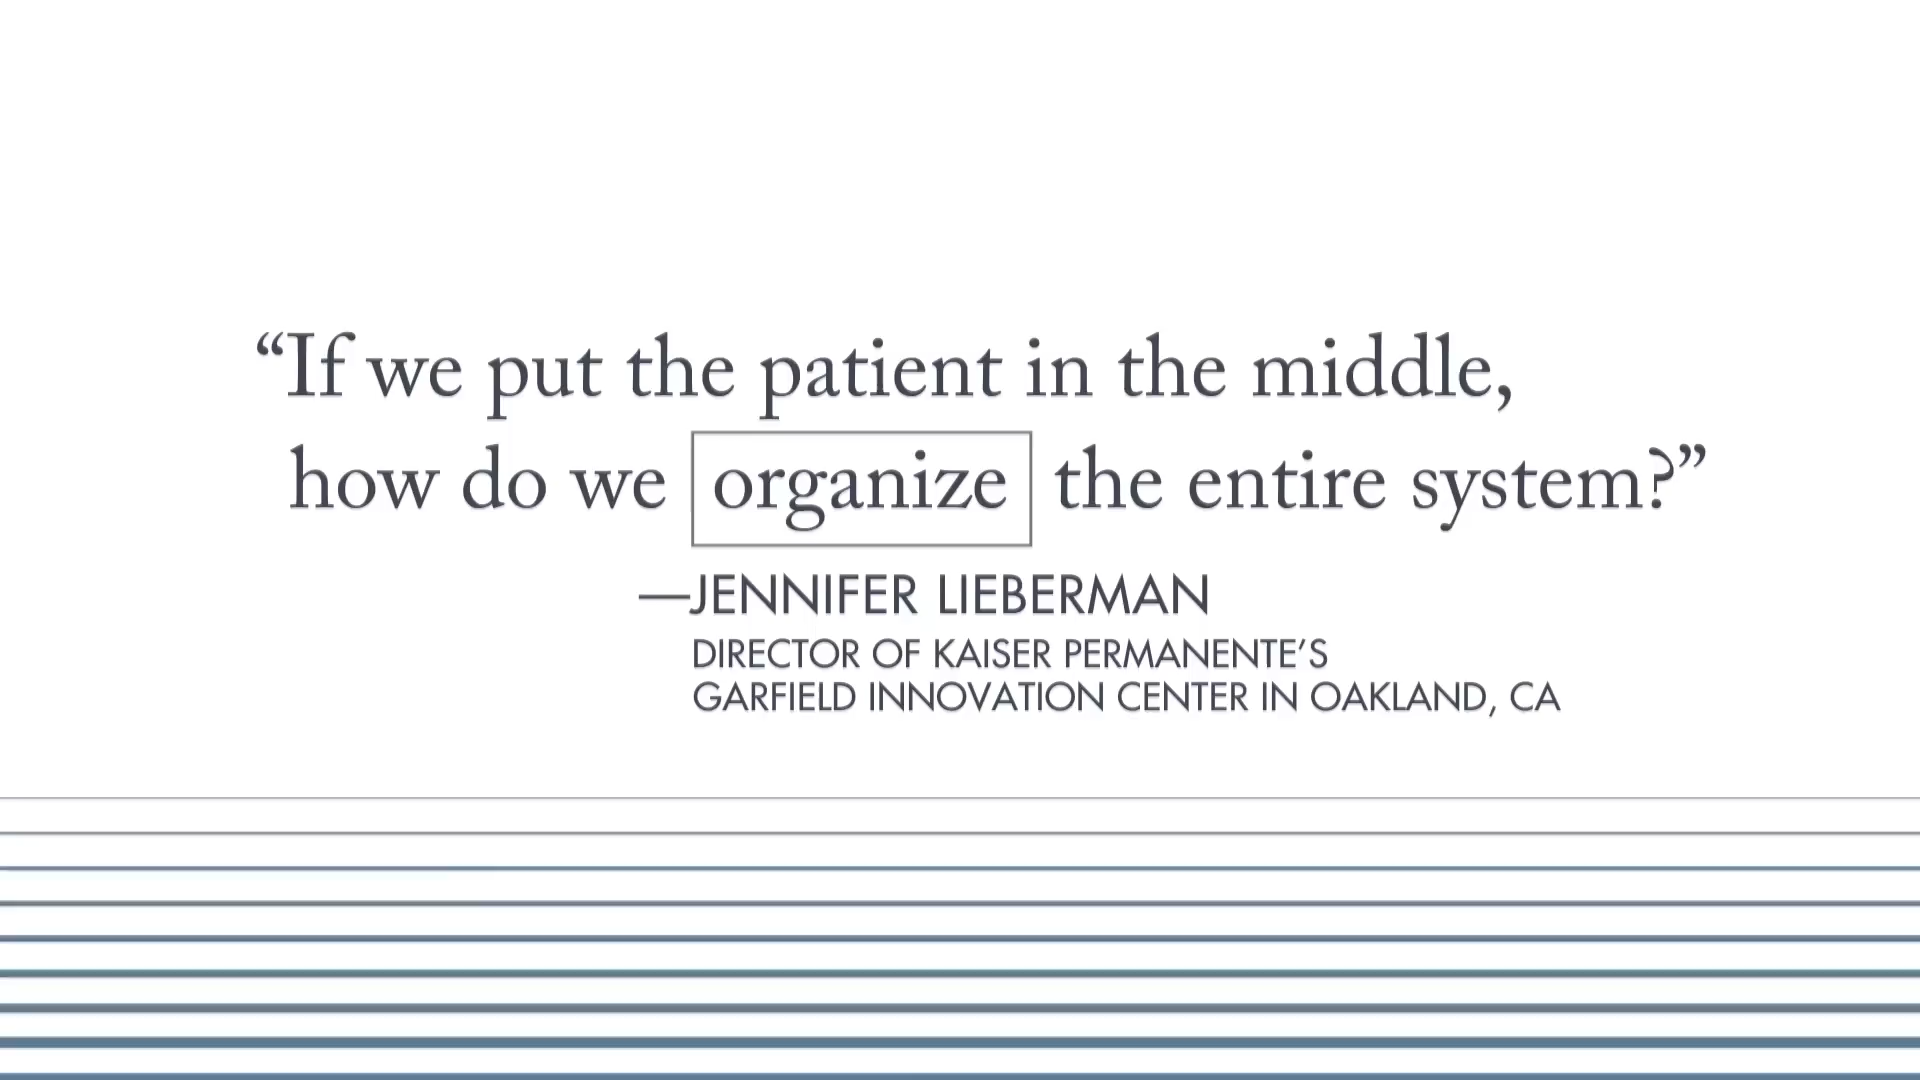 “If we put the patient in the middle,
how do we organize the entire system?”
—JENNIFER LIEBERMAN
DIRECTOR OF KAISER PERMANENTE’S
GARFIELD INNOVATION CENTER IN OAKLAND, CA